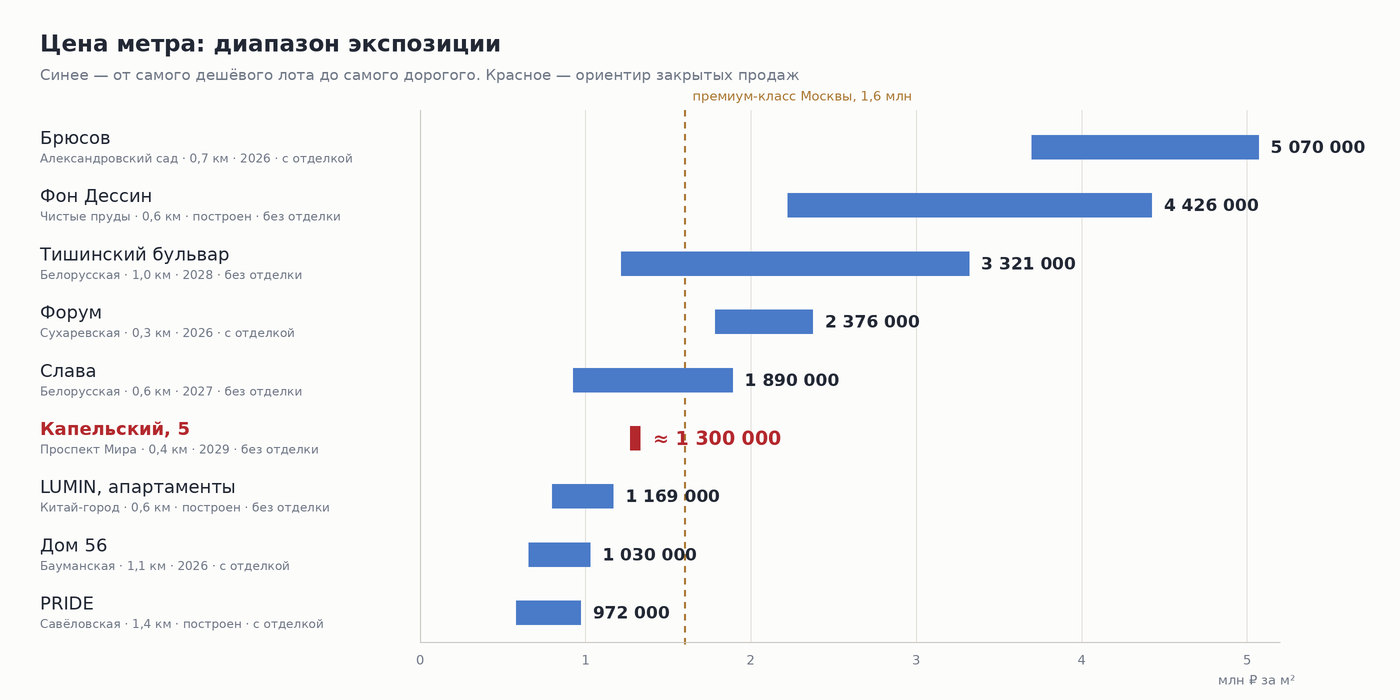 Цена метра: диапазон экспозиции
Синее — от самого дешёвого лота до самого дорогого. Красное — ориентир закрытых продаж
премиум-класс Москвы, 1,6 млн
Брюсов
Александровский сад · 0,7 км · 2026 · с отделкой
5 070 000
Фон Дессин
Чистые пруды · 0,6 км · построен · без отделки
4 426 000
Тишинский бульвар
Белорусская · 1,0 км · 2028 · без отделки
3 321 000
Форум
Сухаревская · 0,3 км · 2026 · с отделкой
2 376 000
Слава
Белорусская · 0,6 км · 2027 · без отделки
1 890 000
Капельский, 5
Проспект Мира · 0,4 км · 2029 · без отделки
≈ 1 300 000
LUMIN, апартаменты
Китай-город · 0,6 км · построен · без отделки
1 169 000
Дом 56
Бауманская · 1,1 км · 2026 · с отделкой
1 030 000
PRIDE
Савёловская · 1,4 км · построен · с отделкой
972 000
0 1 2 3 4 5
млн ₽ за м²